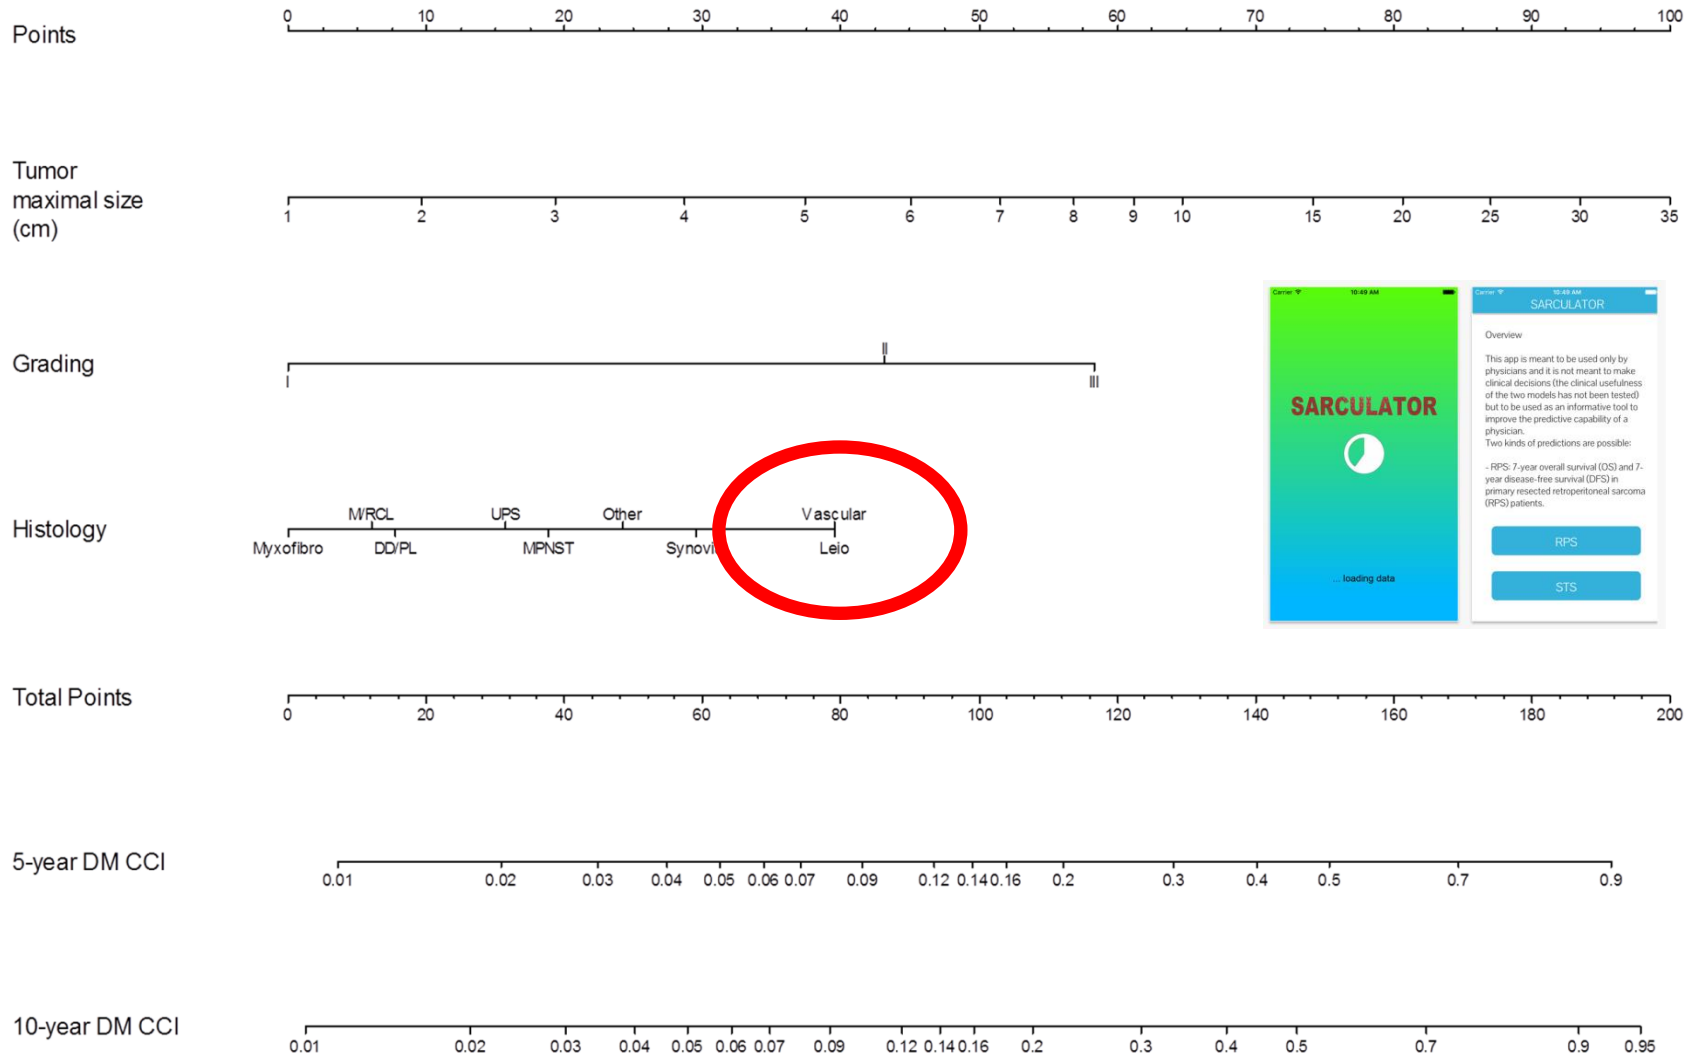 0 10 20 30 40 50 60 70 80 90 100
Points
Tumor
maximal size
(cm)
1 2 3 4 5 6 7 8 9 10 15 20 25 30 35
Grading
II
I III
Histology
M/RCL UPS Other Vascular
Myxofibro DD/PL MPNST Leio
Carrier 10:49 AM
SARCULATOR
... loading data
Carrier 10:49 AM
SARCULATOR
Overview
This app is meant to be used only by
physicians and it is not meant to make
clinical decisions (the clinical usefulness
of the two models has not been tested)
but to be used as an informative tool to
improve the predictive capability of a
physician.
Two kinds of predictions are possible:
- RPS: 7-year overall survival (OS) and 7-
year disease-free survival (DFS) in
primary resected retroperitoneal sarcoma
(RPS) patients.
RPS
STS
Total Points
0 20 40 60 80 100 120 140 160 180 200
5-year DM CCI
0.01 0.02 0.03 0.04 0.05 0.06 0.07 0.09 0.12 0.14 0.16 0.2 0.3 0.4 0.5 0.7 0.9
10-year DM CCI
0.01 0.02 0.03 0.04 0.05 0.06 0.07 0.09 0.12 0.14 0.16 0.2 0.3 0.4 0.5 0.7 0.9 0.95